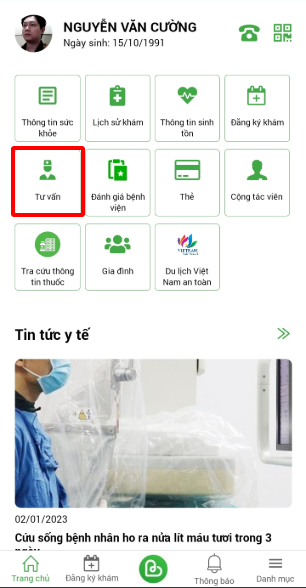 NGUYỄN VĂN CƯỜNG
Ngày sinh: 15/10/1991
Thông tin sức
khỏe
Lịch sử khám
Thông tin sinh
tồn
Đăng ký khám
Tư vấn
Đánh giá bệnh
viện
Thẻ
Cộng tác viên
Tra cứu thông
tin thuốc
Gia đình
Du lịch Việt
Nam an toàn
Tin tức y tế
02/01/2023
Cứu sống bệnh nhân ho ra nửa lít máu tươi trong 3
ngày
Trang chủ
Đăng ký khám
Thông báo
Danh mục